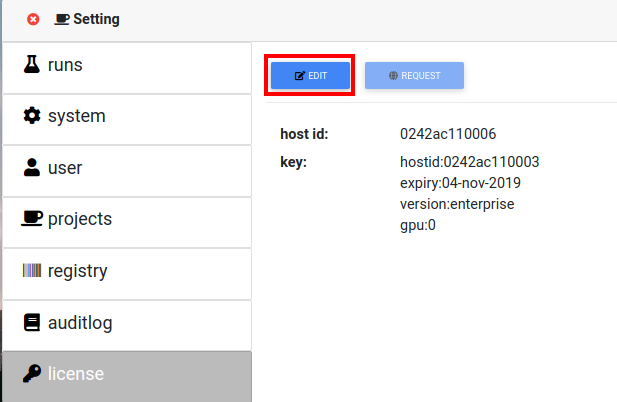 Setting
runs
system
user
projects
registry
auditlog
license
EDIT
REQUEST
host id: 0242ac110006
key: hostid:0242ac110003
expiry:04-nov-2019
version:enterprise
gpu:0